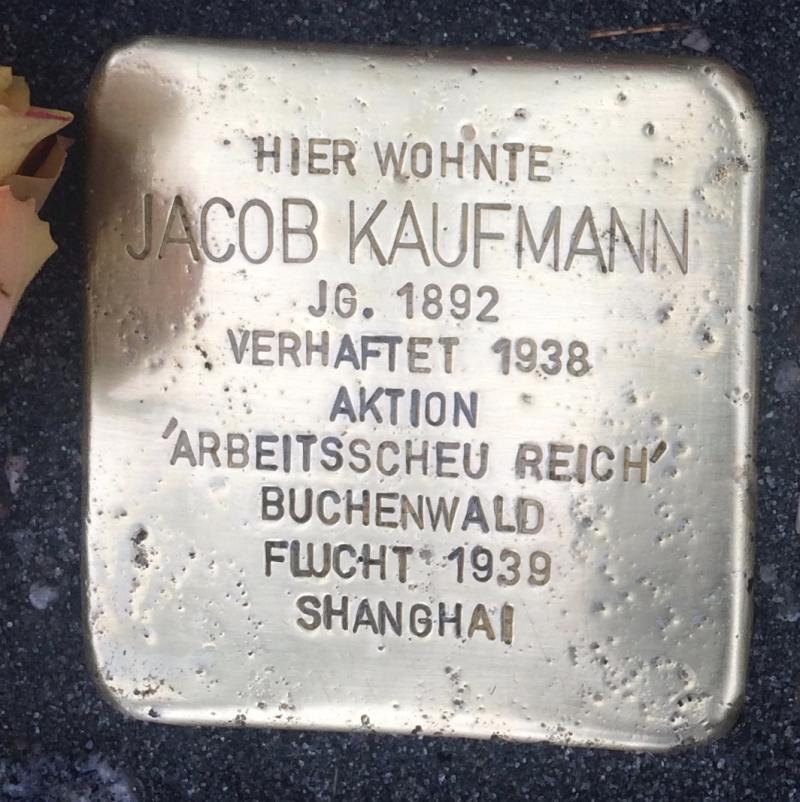 HIER WOHNTE
JACOB KAUFMANN
JG. 1892
VERHAFTET 1938
AKTION
'ARBEITSSCHEU REICH'
BUCHENWALD
FLUCHT 1939
SHANGHAI